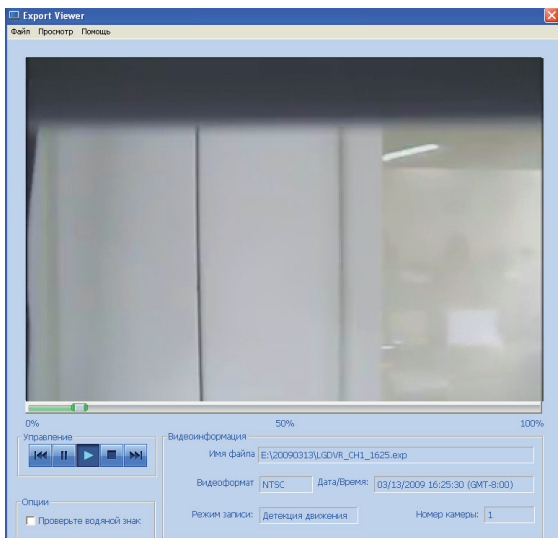 Export Viewer
Файл Просмотр Помощь
0% 50% 100%
Управление
Видеоинформация
Имя файла E:\20090313\LGDVR_CH1_1625.exp
Видеоформат NTSC Дата/Время: 03/13/2009 16:25:30 (GMT-8:00)
Опции
Проверьте водяной знак
Режим записи: Детекция движения Номер камеры: 1